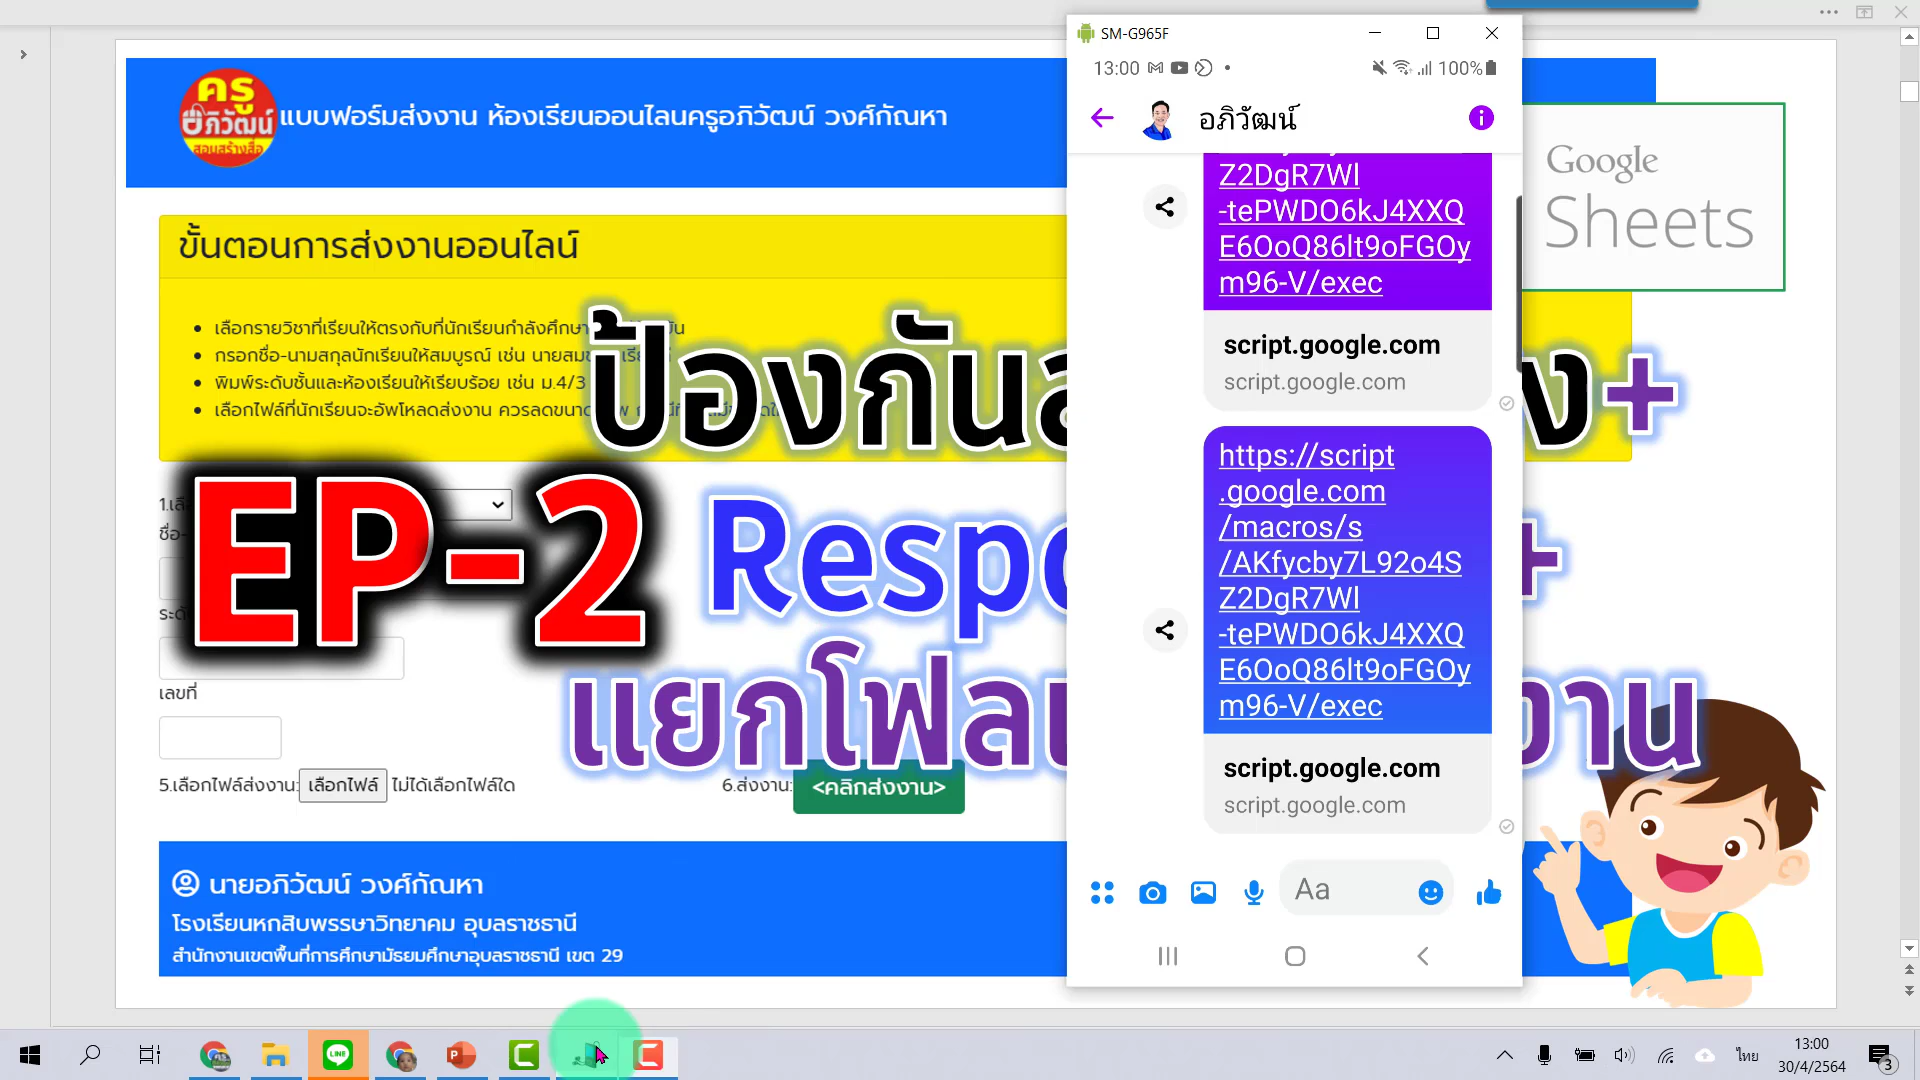 ครู
อภิวัฒน์
สอนสร้างสื่อ
แบบฟอร์มส่งงาน ห้องเรียนออนไลนครูอภิวัฒน์ วงศ์กัณหา
ขั้นตอนการส่งงานออนไลน์
เลือกรายวิชาที่เรียนให้ตรงกับที่นักเรียนกำลังศึกษา
กรอกชื่อ-นามสกุลนักเรียนให้สมบูรณ์ เช่น นายสม
พิมพ์ระดับชั้นและห้องเรียนให้เรียบร้อย เช่น ม.4/3
เลือกไฟล์ที่นักเรียนจะอัพโหลดส่งงาน ควรลดขนาด
ป้องกัน
+
EP-2 Respo
+
แยกโฟล
งาน
1.เลื
ชื่อ-
ระดั
เลขที่
5.เลือกไฟล์ส่งงาน: เลือกไฟล์ ไม่ได้เลือกไฟล์ใด
6.ส่งงาน: <คลิกส่งงาน>
นายอภิวัฒน์ วงศ์กัณหา
โรงเรียนหกสิบพรรษาวิทยาคม อุบลราชธานี
สำนักงานเขตพื้นที่การศึกษามัธยมศึกษาอุบลราชธานี เขต 29
Google
Sheets
SM-G965F
13:00
100%
อภิวัฒน์
Z2DgR7Wl
-tePWDO6kJ4XXQ
E6OoQ86lt9oFGOy
m96-V/exec
script.google.com
script.google.com
https://script
.google.com
/macros/s
/AKfycby7L92o4S
Z2DgR7Wl
-tePWDO6kJ4XXQ
E6OoQ86lt9oFGOy
m96-V/exec
script.google.com
script.google.com
Aa
LINE
ไทย
13:00
30/4/2564
3